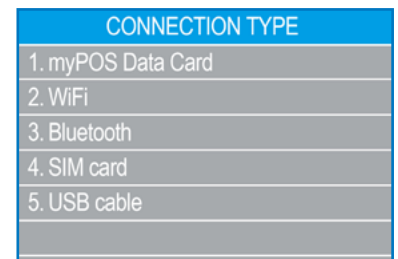 CONNECTION TYPE
1. myPOS Data Card
2. WiFi
3. Bluetooth
4. SIM card
5. USB cable